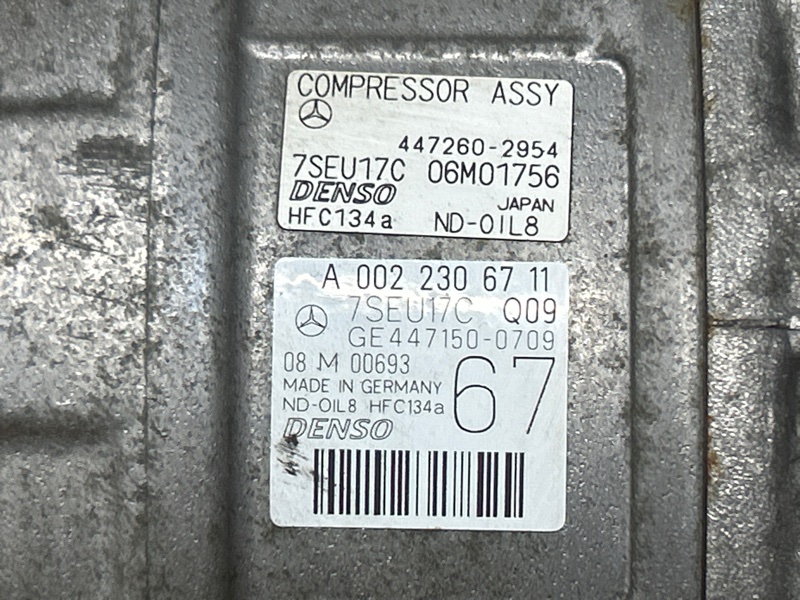 COMPRESSOR ASSY
447260-2954
7SEU17C 06M01756
DENSO JAPAN
HFC134a ND-OIL8
A 002 230 67 11
7SEU17C Q09
GE447150-0709
08 M 00693
MADE IN GERMANY 67
ND-OIL8 HFC134a
DENSO